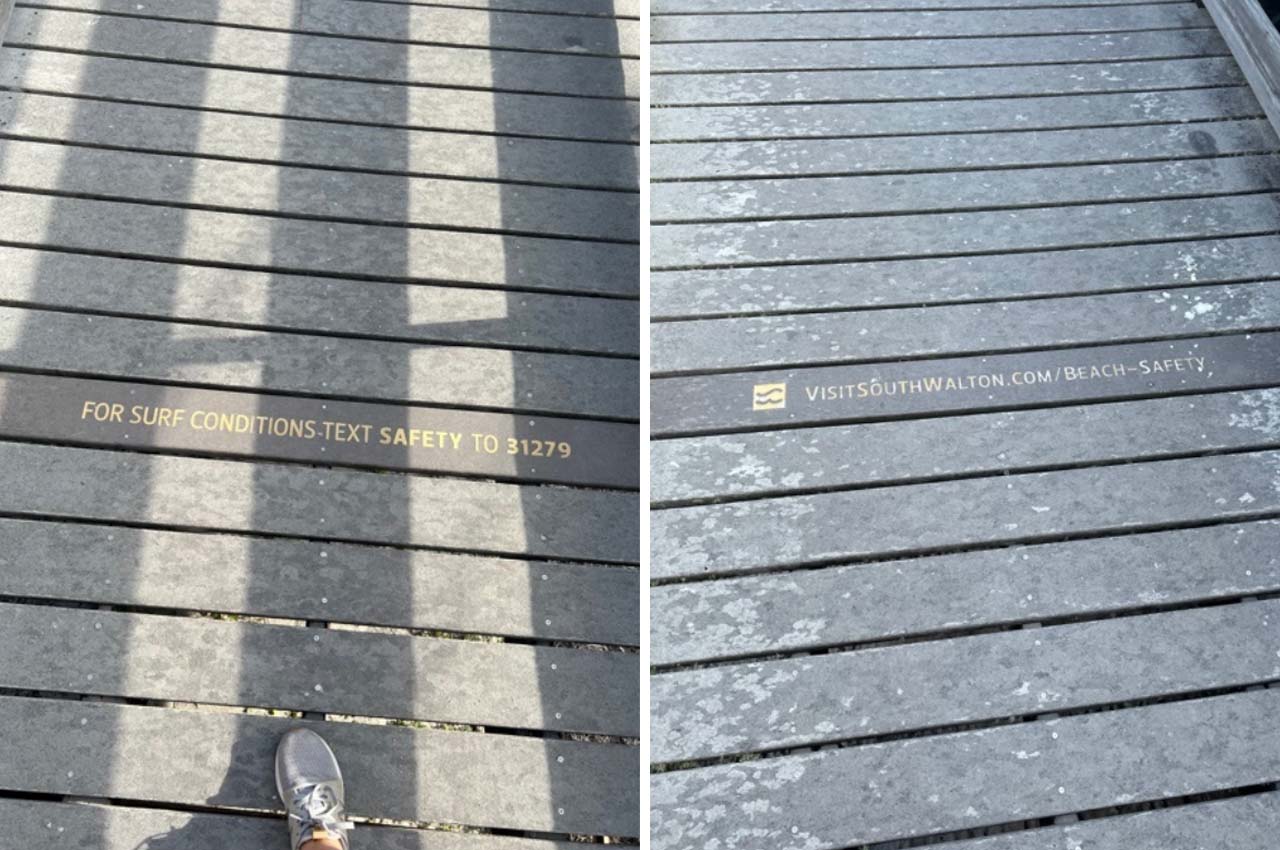 FOR SURF CONDITIONS-TEXT SAFETY TO 31279
VISITSOUTHWALTON.COM/BEACH-SAFETY